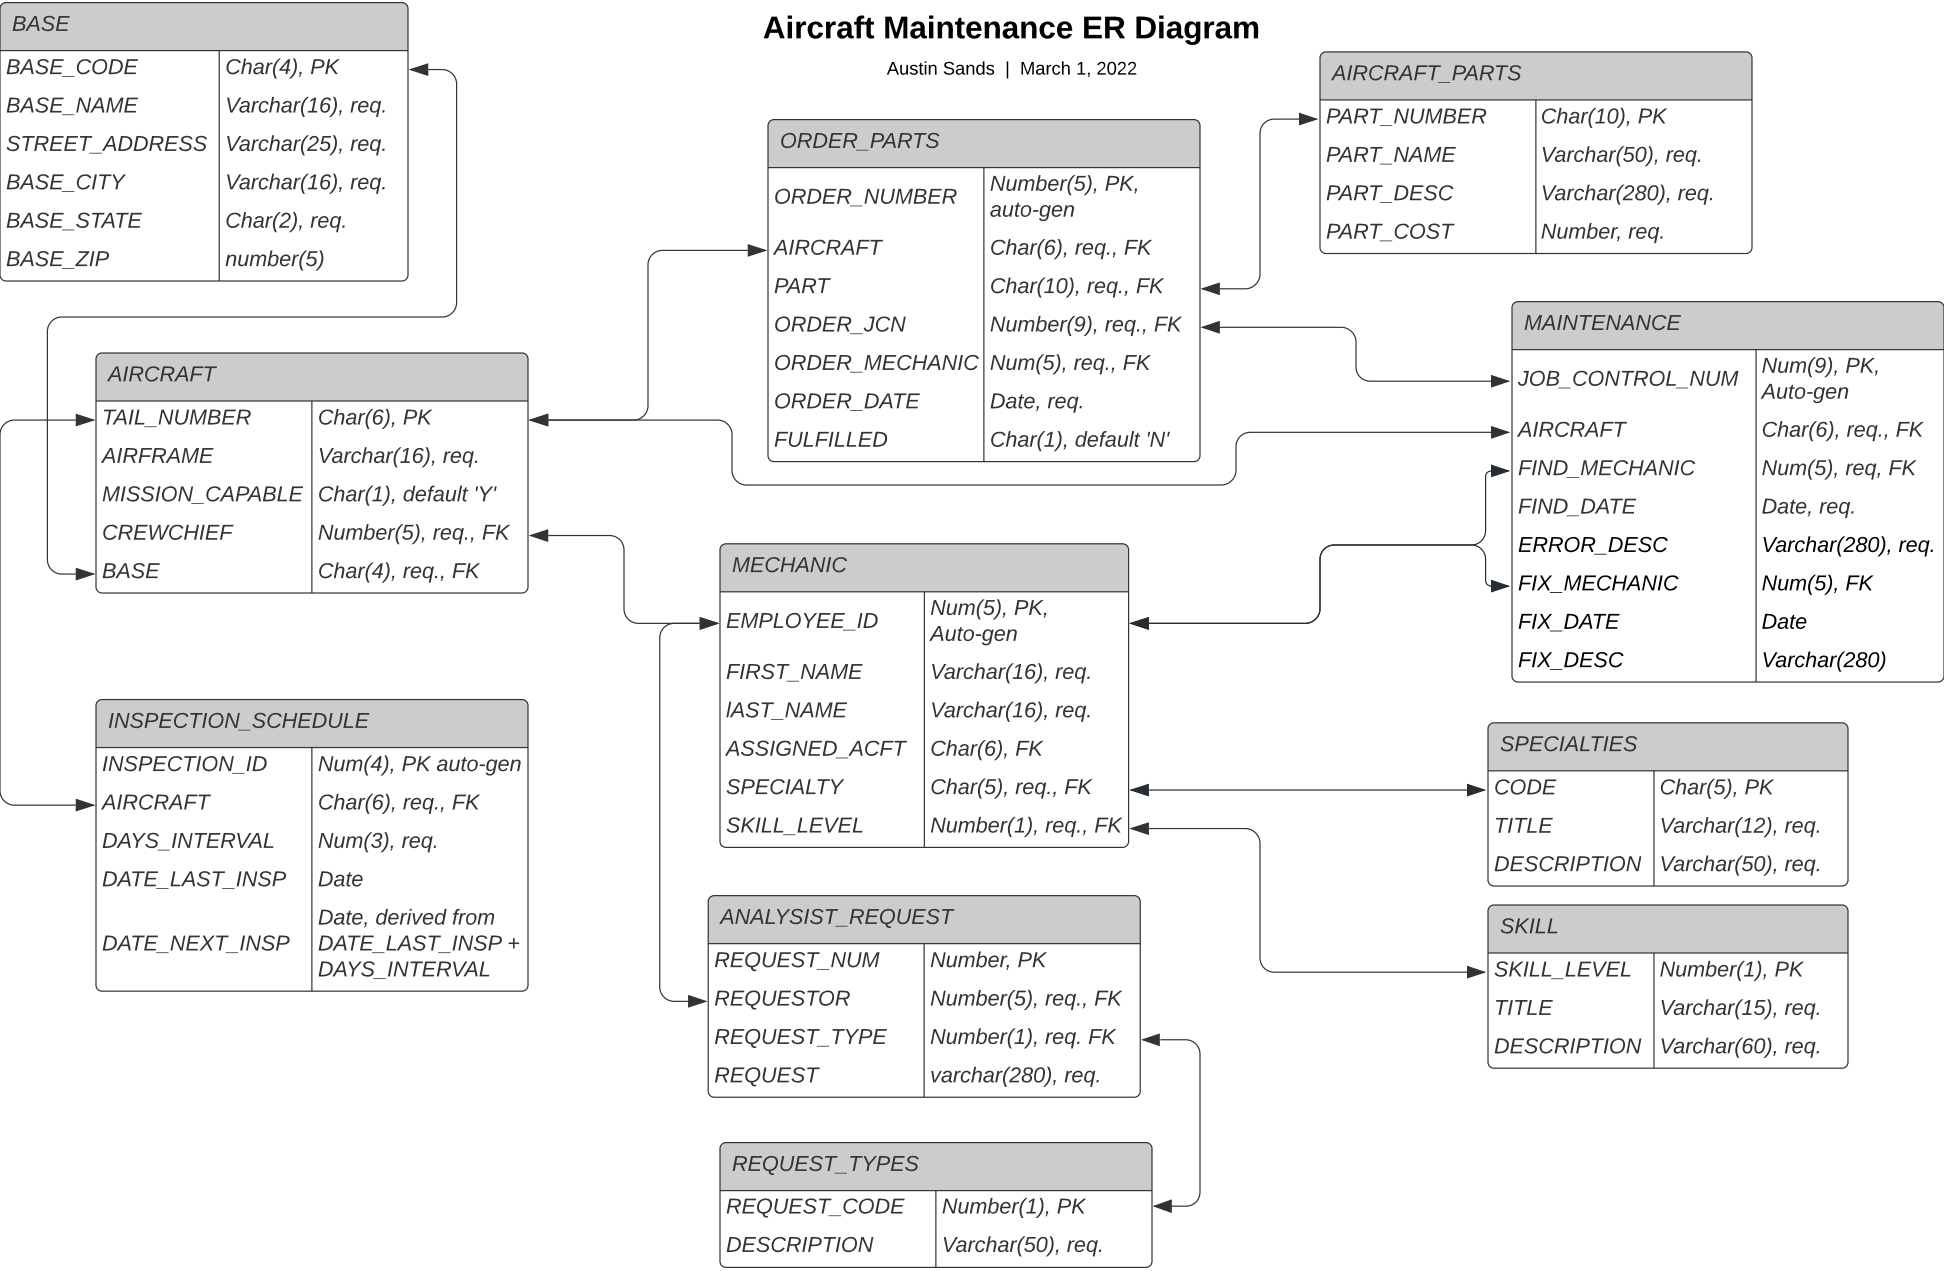 Aircraft Maintenance ER Diagram
Austin Sands | March 1, 2022
BASE
BASE_CODE Char(4), PK
BASE_NAME Varchar(16), req.
STREET_ADDRESS Varchar(25), req.
BASE_CITY Varchar(16), req.
BASE_STATE Char(2), req.
BASE_ZIP number(5)
ORDER_PARTS
ORDER_NUMBER Number(5), PK,
auto-gen
AIRCRAFT Char(6), req., FK
PART Char(10), req., FK
ORDER_JCN Number(9), req., FK
ORDER_MECHANIC Num(5), req., FK
ORDER_DATE Date, req.
FULFILLED Char(1), default 'N'
AIRCRAFT_PARTS
PART_NUMBER Char(10), PK
PART_NAME Varchar(50), req.
PART_DESC Varchar(280), req.
PART_COST Number, req.
MAINTENANCE
JOB_CONTROL_NUM Num(9), PK,
Auto-gen
AIRCRAFT Char(6), req., FK
FIND_MECHANIC Num(5), req, FK
FIND_DATE Date, req.
ERROR_DESC Varchar(280), req.
FIX_MECHANIC Num(5), FK
FIX_DATE Date
FIX_DESC Varchar(280)
AIRCRAFT
TAIL_NUMBER Char(6), PK
AIRFRAME Varchar(16), req.
MISSION_CAPABLE Char(1), default 'Y'
CREWCHIEF Number(5), req., FK
BASE Char(4), req., FK
MECHANIC
EMPLOYEE_ID Num(5), PK,
Auto-gen
FIRST_NAME Varchar(16), req.
lAST_NAME Varchar(16), req.
ASSIGNED_ACFT Char(6), FK
SPECIALTY Char(5), req., FK
SKILL_LEVEL Number(1), req., FK
INSPECTION_SCHEDULE
INSPECTION_ID Num(4), PK auto-gen
AIRCRAFT Char(6), req., FK
DAYS_INTERVAL Num(3), req.
DATE_LAST_INSP Date
DATE_NEXT_INSP Date, derived from
DATE_LAST_INSP +
DAYS_INTERVAL
SPECIALTIES
CODE Char(5), PK
TITLE Varchar(12), req.
DESCRIPTION Varchar(50), req.
SKILL
SKILL_LEVEL Number(1), PK
TITLE Varchar(15), req.
DESCRIPTION Varchar(60), req.
ANALYSIST_REQUEST
REQUEST_NUM Number, PK
REQUESTOR Number(5), req., FK
REQUEST_TYPE Number(1), req. FK
REQUEST varchar(280), req.
REQUEST_TYPES
REQUEST_CODE Number(1), PK
DESCRIPTION Varchar(50), req.